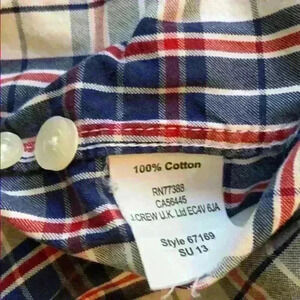 100% Cotton
RN77388
CA56445
J.CREW U.K. Ltd EC4V 6JA
Style 67169
SU 13